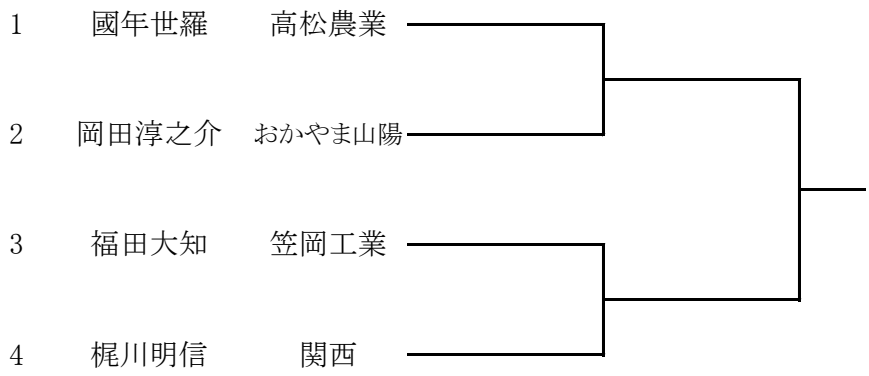 1 國年世羅 高松農業
2 岡田淳之介 おかやま山陽
3 福田大知 笠岡工業
4 梶川明信 関西